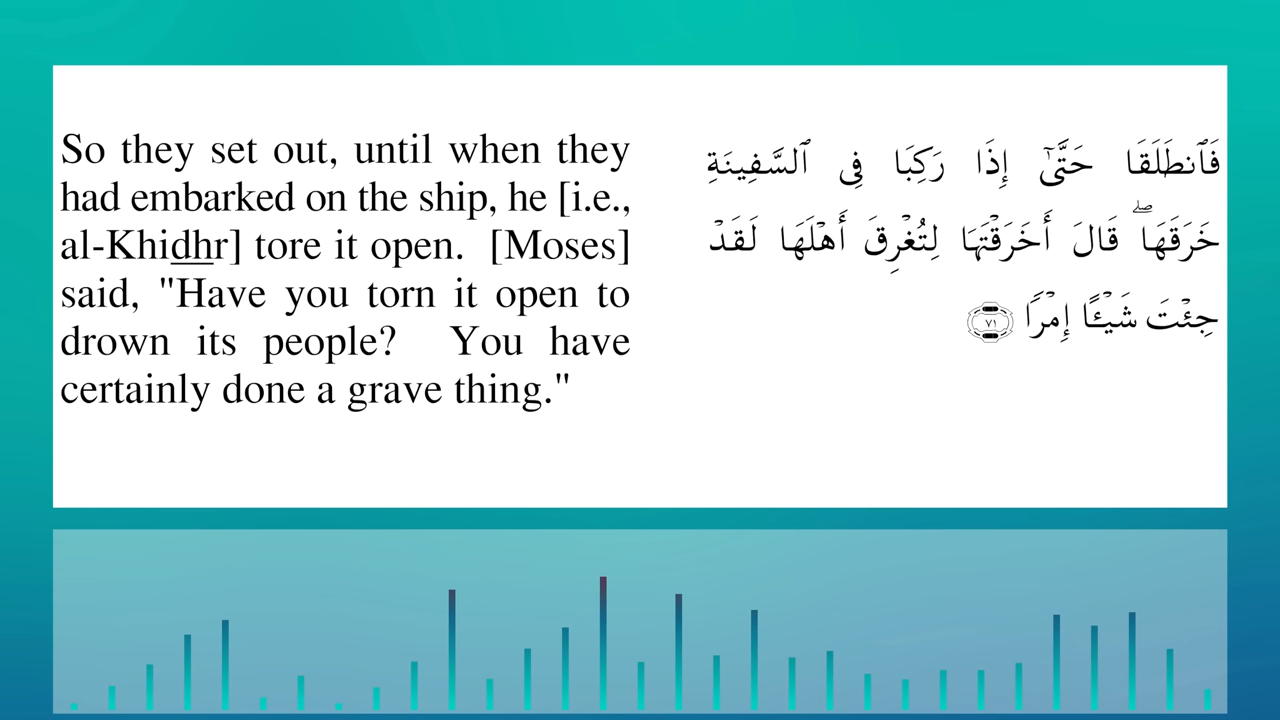 So they set out, until when they
had embarked on the ship, he [i.e.,
al-Khidhr] tore it open.  [Moses]
said, "Have you torn it open to
drown its people?  You have
certainly done a grave thing."
فَٱنطَلَقَا حَتَّىٰٓ إِذَا رَكِبَا فِى ٱلسَّفِينَةِ
خَرَقَهَا ۖ قَالَ أَخَرَقْتَهَا لِتُغْرِقَ أَهْلَهَا لَقَدْ
جِئْتَ شَيْـًٔا إِمْرًا ٧١